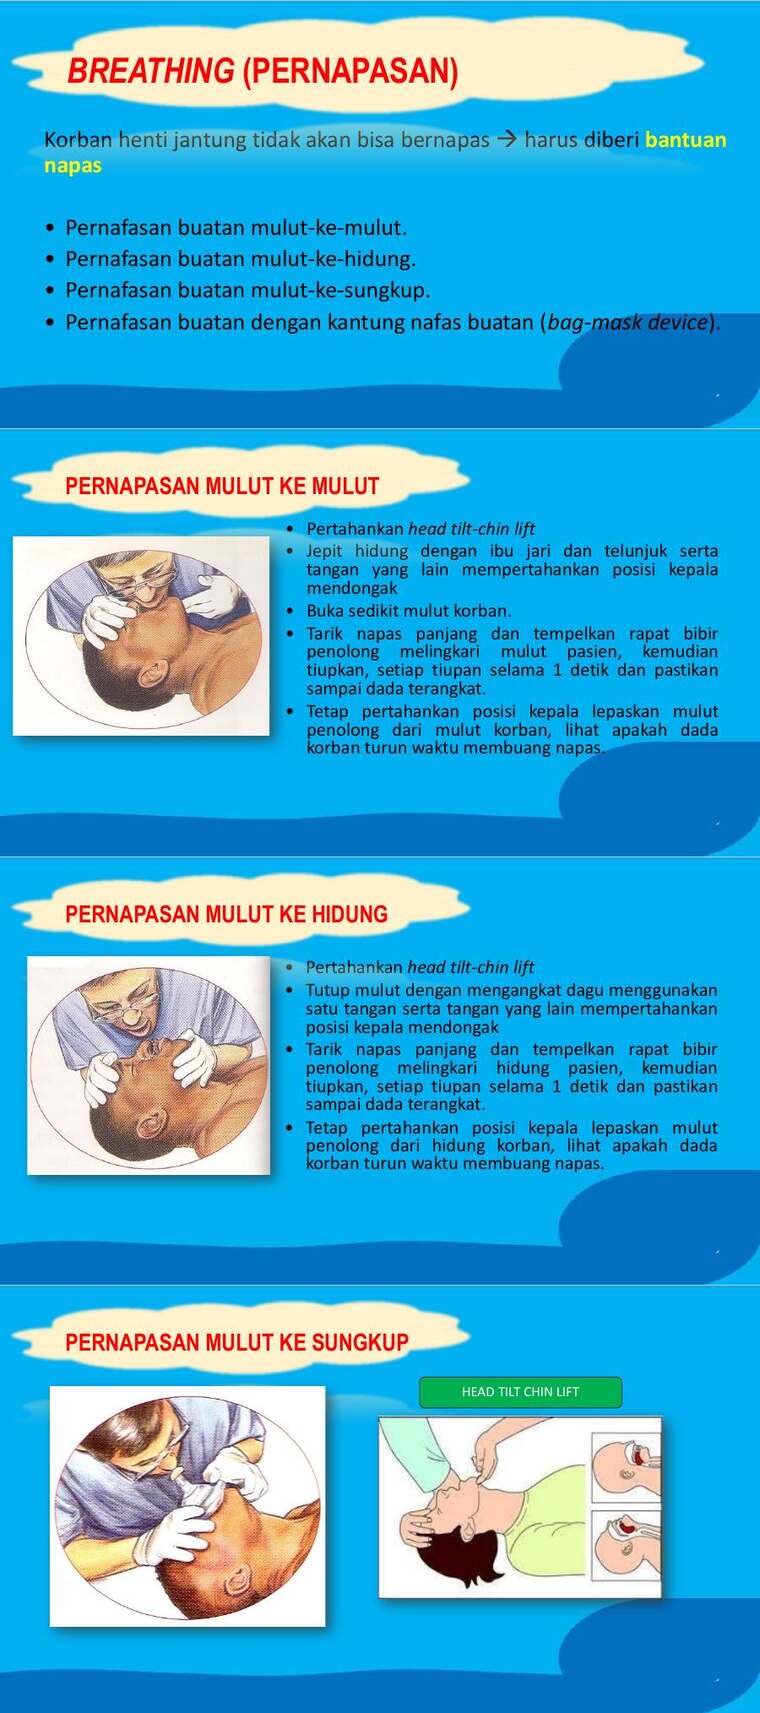 BREATHING (PERNAPASAN)
Korban henti jantung tidak akan bisa bernapas → harus diberi bantuan
napas
• Pernafasan buatan mulut-ke-mulut.
• Pernafasan buatan mulut-ke-hidung.
• Pernafasan buatan mulut-ke-sungkup.
• Pernafasan buatan dengan kantung nafas buatan (bag-mask device).
PERNAPASAN MULUT KE MULUT
• Pertahankan head tilt-chin lift
• Jepit hidung dengan ibu jari dan telunjuk serta
tangan yang lain mempertahankan posisi kepala
mendongak
• Buka sedikit mulut korban.
• Tarik napas panjang dan tempelkan rapat bibir
penolong melingkari mulut pasien, kemudian
tiupkan, setiap tiupan selama 1 detik dan pastikan
sampai dada terangkat.
• Tetap pertahankan posisi kepala lepaskan mulut
penolong dari mulut korban, lihat apakah dada
korban turun waktu membuang napas.
PERNAPASAN MULUT KE HIDUNG
• Pertahankan head tilt-chin lift
• Tutup mulut dengan mengangkat dagu menggunakan
satu tangan serta tangan yang lain mempertahankan
posisi kepala mendongak
• Tarik napas panjang dan tempelkan rapat bibir
penolong melingkari hidung pasien, kemudian
tiupkan, setiap tiupan selama 1 detik dan pastikan
sampai dada terangkat.
• Tetap pertahankan posisi kepala lepaskan mulut
penolong dari hidung korban, lihat apakah dada
korban turun waktu membuang napas.
PERNAPASAN MULUT KE SUNGKUP
HEAD TILT CHIN LIFT